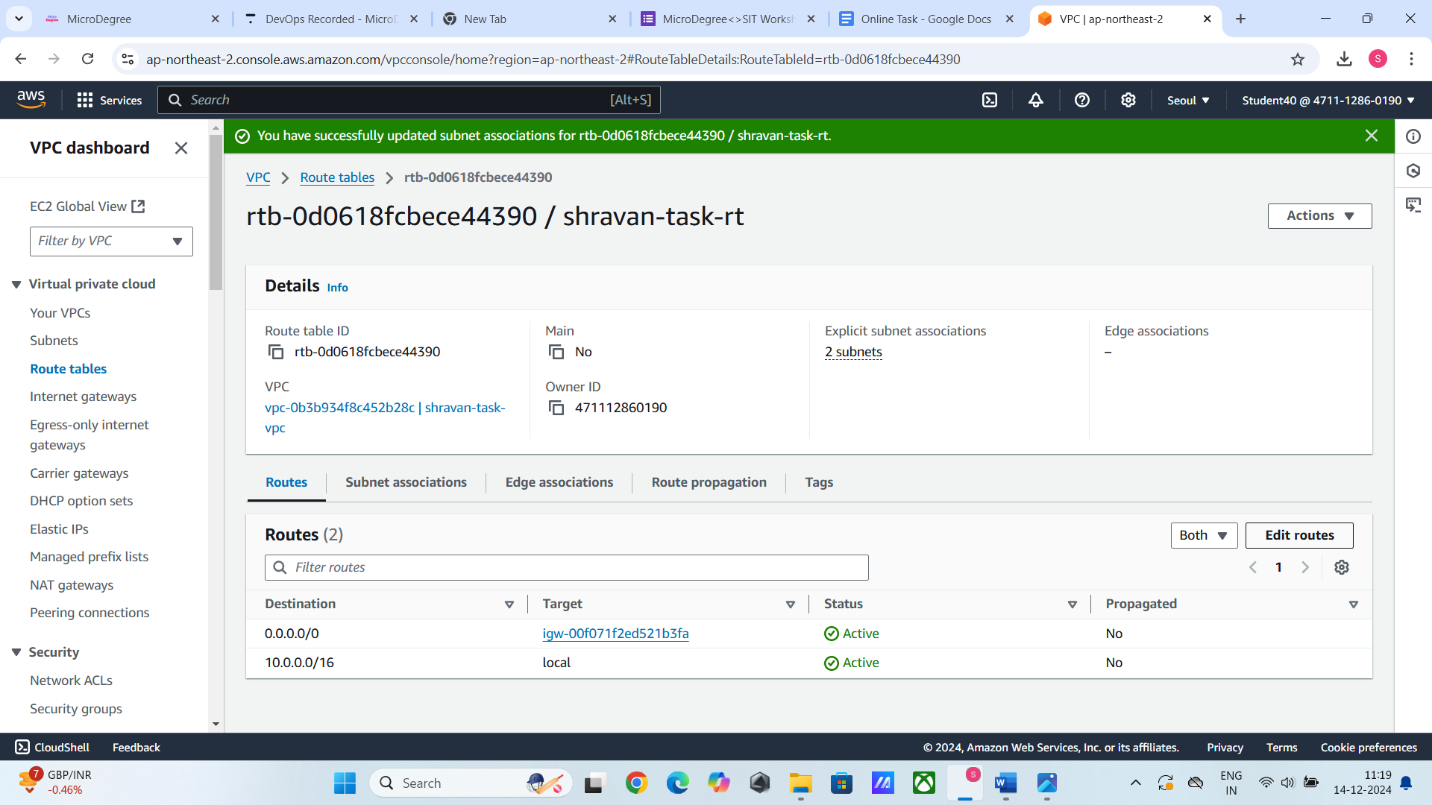 MicroDegree
DevOps Recorded - MicroD
New Tab
MicroDegree<>SIT Worksh
Online Task - Google Docs
VPC | ap-northeast-2
ap-northeast-2.console.aws.amazon.com/vpcconsole/home?region=ap-northeast-2#RouteTableDetails:RouteTableId=rtb-0d0618fcbece44390
S
aws
Services
Search
[Alt+S]
Seoul
Student40 @ 4711-1286-0190
VPC dashboard
EC2 Global View
Filter by VPC
Virtual private cloud
Your VPCs
Subnets
Route tables
Internet gateways
Egress-only internet
gateways
Carrier gateways
DHCP option sets
Elastic IPs
Managed prefix lists
NAT gateways
Peering connections
Security
Network ACLs
Security groups
You have successfully updated subnet associations for rtb-0d0618fcbece44390 / shravan-task-rt.
VPC
Route tables
rtb-0d0618fcbece44390
rtb-0d0618fcbece44390 / shravan-task-rt
Actions
Details Info
Route table ID
rtb-0d0618fcbece44390
Main
No
Explicit subnet associations
2 subnets
Edge associations
–
VPC
vpc-0b3b934f8c452b28c | shravan-task-
vpc
Owner ID
471112860190
Routes
Subnet associations
Edge associations
Route propagation
Tags
Routes (2)
Both
Edit routes
Filter routes
1
Destination Target Status Propagated
0.0.0.0/0 igw-00f071f2ed521b3fa Active No
10.0.0.0/16 local Active No
CloudShell
Feedback
© 2024, Amazon Web Services, Inc. or its affiliates.
Privacy
Terms
Cookie preferences
7
GBP/INR
-0.46%
Search
S
ENG
IN
11:19
14-12-2024